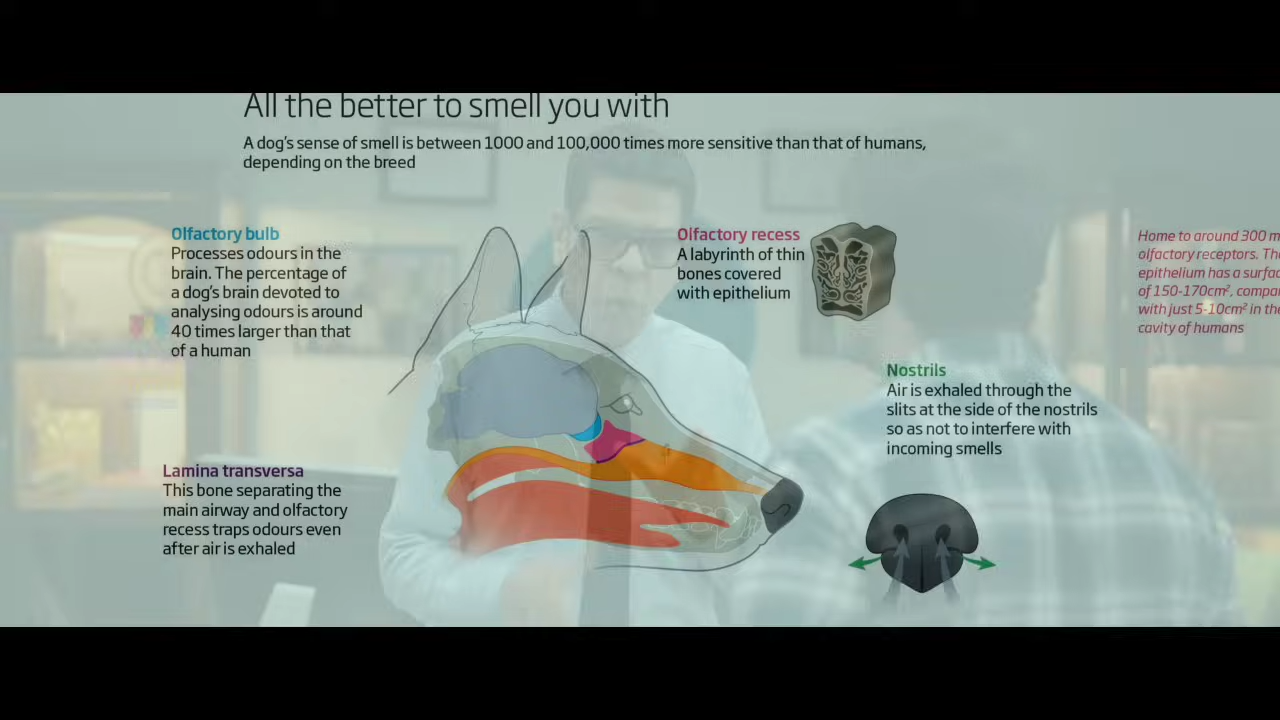 All the better to smell you with
A dog's sense of smell is between 1000 and 100,000 times more sensitive than that of humans,
depending on the breed
Olfactory bulb
Processes odours in the
brain. The percentage of
a dog's brain devoted to
analysing odours is around
40 times larger than that
of a human
Olfactory recess
A labyrinth of thin
bones covered
with epithelium
Home to around 300 m
olfactory receptors. The
epithelium has a surfac
of 150-170cm², compar
with just 5-10cm² in the
cavity of humans
Nostrils
Air is exhaled through the
slits at the side of the nostrils
so as not to interfere with
incoming smells
Lamina transversa
This bone separating the
main airway and olfactory
recess traps odours even
after air is exhaled